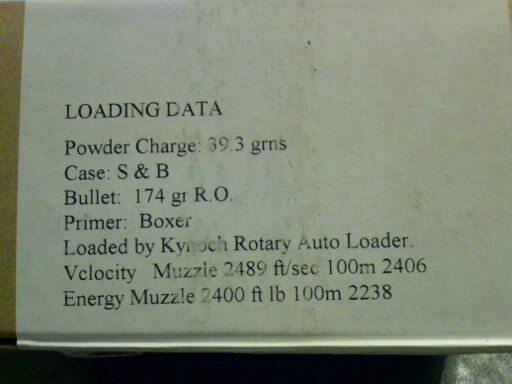 LOADING DATA
Powder Charge: 39.3 grns
Case: S & B
Bullet: 174 gr R.O.
Primer: Boxer
Loaded by Kynoch Rotary Auto Loader.
Velocity Muzzle 2489 ft/sec 100m 2406
Energy Muzzle 2400 ft lb 100m 2238